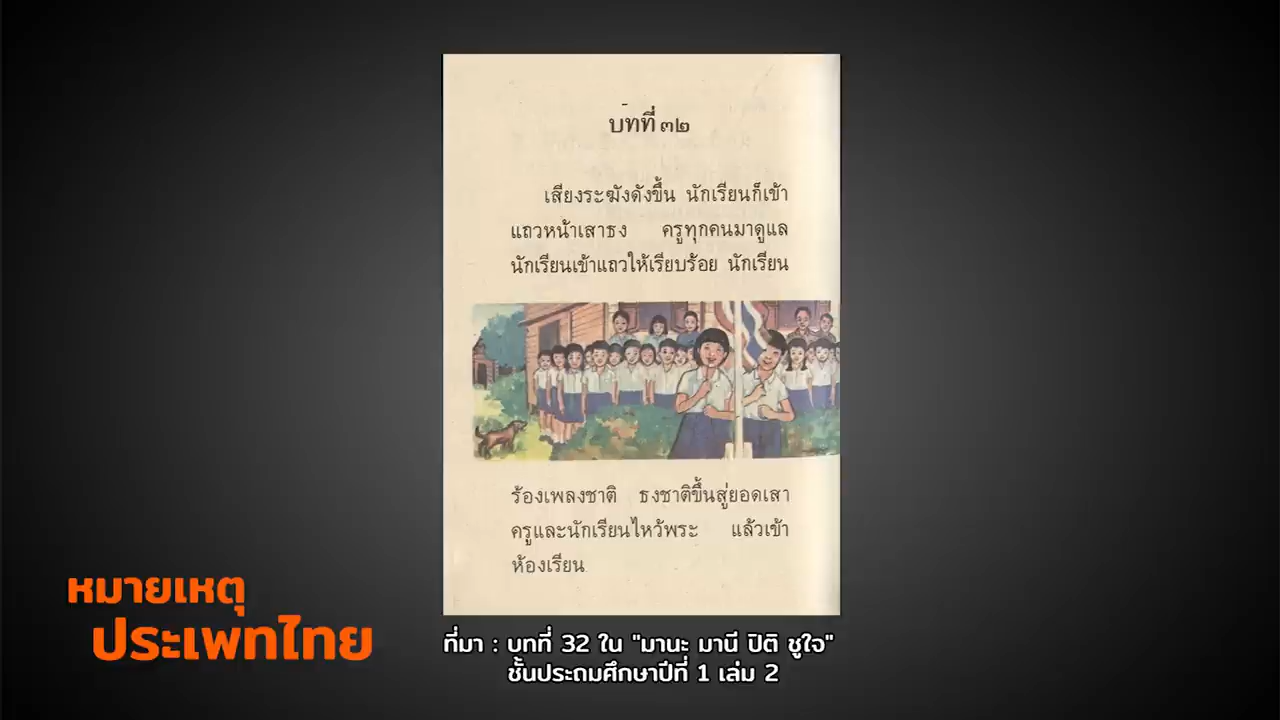 บทที่ ๓๒
เสียงระฆังดังขึ้น นักเรียนก็เข้า
แถวหน้าเสาธง ครูทุกคนมาดูแล
นักเรียนเข้าแถวให้เรียบร้อย นักเรียน
ร้องเพลงชาติ ธงชาติขึ้นสู่ยอดเสา
ครูและนักเรียนไหว้พระ แล้วเข้า
ห้องเรียน
หมายเหตุ
ประเพทไทย
ที่มา : บทที่ 32 ใน "มานะ มานี ปิติ ชูใจ"
ชั้นประถมศึกษาปีที่ 1 เล่ม 2